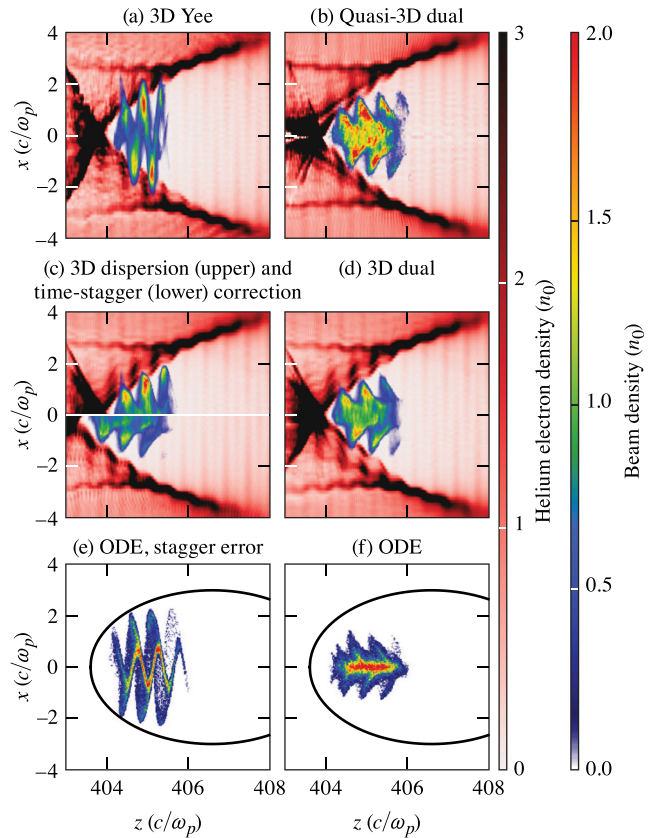 (a) 3D Yee
(b) Quasi-3D dual
4
2
0
−2
−4
x (c/ωp)
(c) 3D dispersion (upper) and
time-stagger (lower) correction
(d) 3D dual
4
2
0
−2
−4
x (c/ωp)
(e) ODE, stagger error
(f) ODE
4
2
0
−2
−4
x (c/ωp)
404 406 408
z (c/ωp)
404 406 408
z (c/ωp)
3
2
1
0
Helium electron density (n0)
2.0
1.5
1.0
0.5
0.0
Beam density (n0)